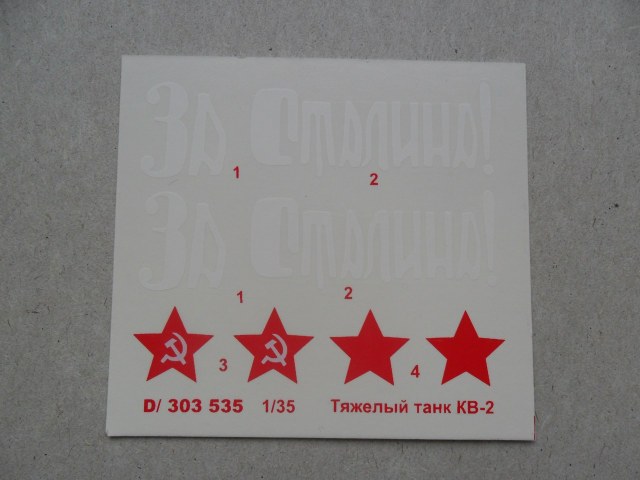 За Сталина!
1 2
За Сталина!
1 2
3 4
D/ 303 535 1/35 Тяжелый танк КВ-2